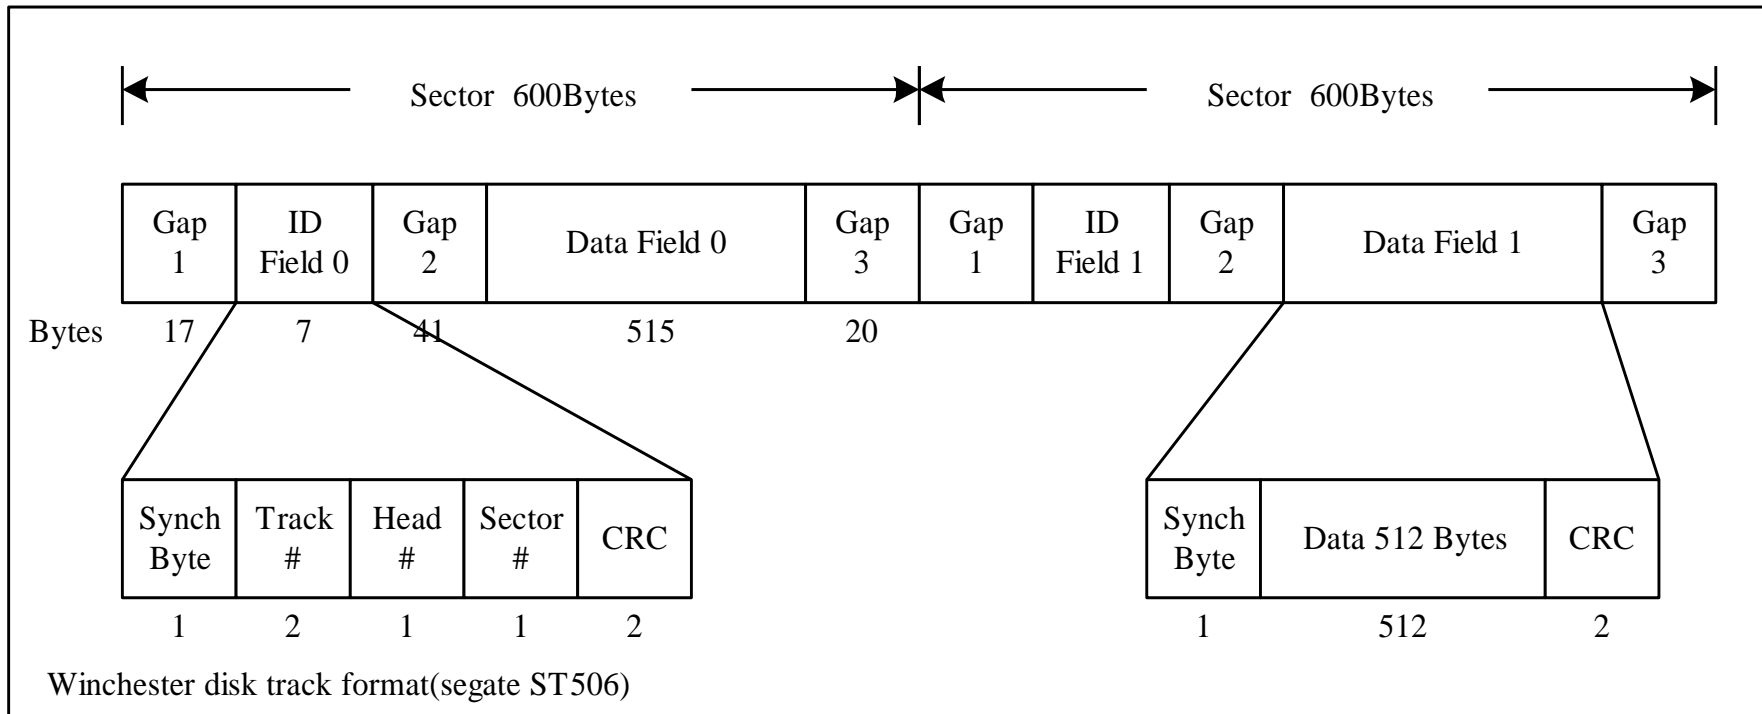 Sector 600Bytes
Sector 600Bytes
Gap 1
ID Field 0
Gap 2
Data Field 0
Gap 3
Gap 1
ID Field 1
Gap 2
Data Field 1
Gap 3
Bytes 17 7 41 515 20
Synch Byte
Track #
Head #
Sector #
CRC
Synch Byte
Data 512 Bytes
CRC
1 2 1 1 2
1 512 2
Winchester disk track format(segate ST506)